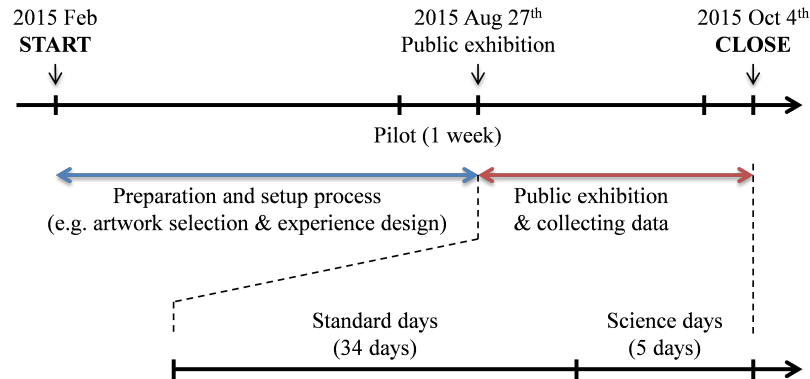 2015 Feb
START
2015 Aug 27th
Public exhibition
2015 Oct 4th
CLOSE
Pilot (1 week)
Preparation and setup process
(e.g. artwork selection & experience design)
Public exhibition
& collecting data
Standard days
(34 days)
Science days
(5 days)